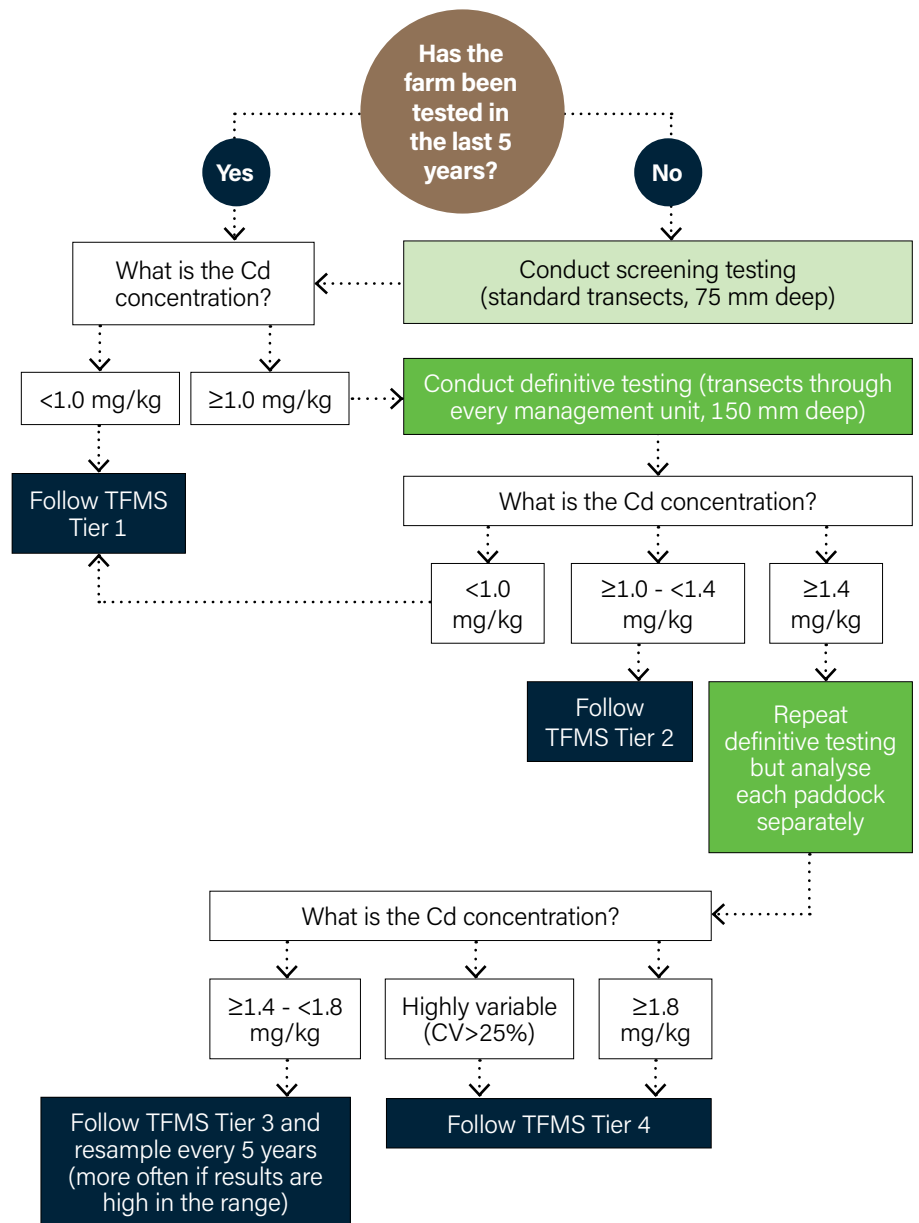 Has the
farm been
tested in
the last 5
years?
Yes
No
What is the Cd
concentration?
Conduct screening testing
(standard transects, 75 mm deep)
<1.0 mg/kg
≥1.0 mg/kg
Conduct definitive testing (transects through
every management unit, 150 mm deep)
Follow TFMS
Tier 1
What is the Cd concentration?
<1.0
mg/kg
≥1.0 - <1.4
mg/kg
≥1.4
mg/kg
Follow
TFMS Tier 2
Repeat
definitive testing
but analyse
each paddock
separately
What is the Cd concentration?
≥1.4 - <1.8
mg/kg
Highly variable
(CV>25%)
≥1.8
mg/kg
Follow TFMS Tier 3 and
resample every 5 years
(more often if results are
high in the range)
Follow TFMS Tier 4